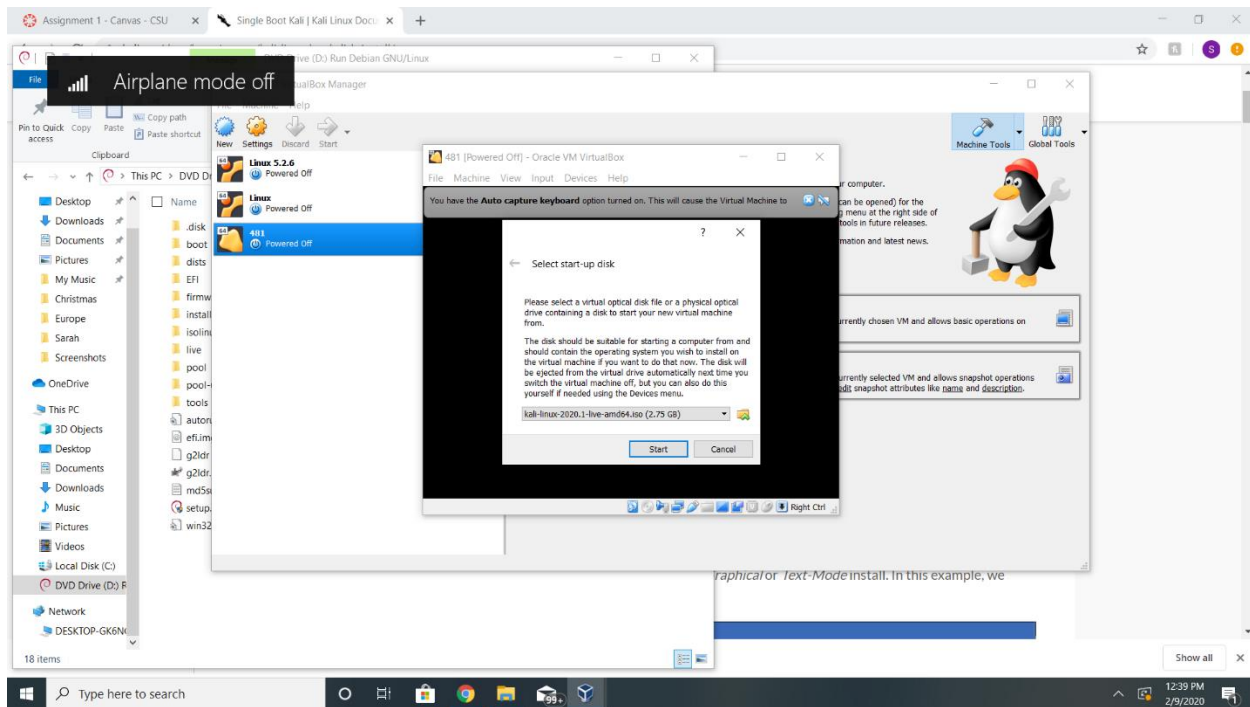 Assignment 1 - Canvas - CSU
Single Boot Kali | Kali Linux Docu
Drive (D:) Run Debian GNU/Linux
File
Airplane mode off
VirtualBox Manager
Machine Help
Pin to Quick access
Copy
Paste
Copy path
Paste shortcut
Clipboard
New
Settings
Discard
Start
Machine Tools
Global Tools
This PC > DVD D
Linux 5.2.6
Powered Off
Linux
Powered Off
481
Powered Off
Desktop
Downloads
Documents
Pictures
My Music
Christmas
Europe
Sarah
Screenshots
OneDrive
This PC
3D Objects
Desktop
Documents
Downloads
Music
Pictures
Videos
Local Disk (C:)
DVD Drive (D:) R
Network
DESKTOP-GK6N
18 items
Name
.disk
boot
dists
EFI
firmw
install
isolinu
live
pool
pool-
tools
autoru
efi.im
g2ldr
g2ldr.
md5su
setup.
win32
481 [Powered Off] - Oracle VM VirtualBox
File Machine View Input Devices Help
You have the Auto capture keyboard option turned on. This will cause the Virtual Machine to
? ×
← Select start-up disk
Please select a virtual optical disk file or a physical optical
drive containing a disk to start your new virtual machine
from.
The disk should be suitable for starting a computer from and
should contain the operating system you wish to install on
the virtual machine if you want to do that now. The disk will
be ejected from the virtual drive automatically next time you
switch the virtual machine off, but you can also do this
yourself if needed using the Devices menu.
kali-linux-2020.1-live-amd64.iso (2.75 GB)
Start
Cancel
Right Ctrl
r computer.
can be opened) for the
g menu at the right side of
tools in future releases.
mation and latest news.
urrently chosen VM and allows basic operations on
urrently selected VM and allows snapshot operations
edit snapshot attributes like name and description.
raphical or Text-Mode install. In this example, we
Show all
Type here to search
99+
12:39 PM
2/9/2020
1
S